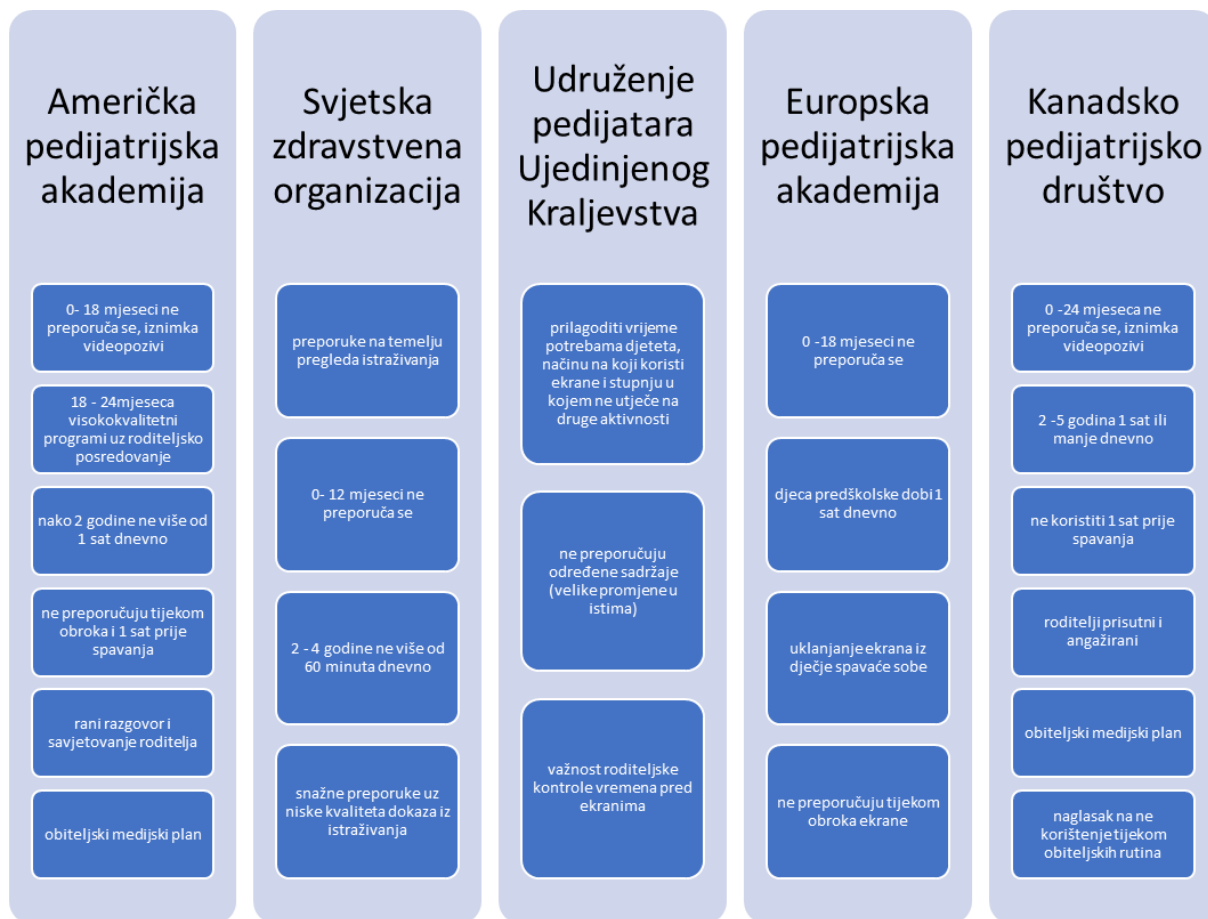 Američka
pedijatrijska
akademija
0- 18 mjeseci ne
preporuča se, iznimka
videopozivi
18 - 24mjeseca
visokokvalitetni
programi uz roditeljsko
posredovanje
nako 2 godine ne više od
1 sat dnevno
ne preporučuju tijekom
obroka i 1 sat prije
spavanja
rani razgovor i
savjetovanje roditelja
obiteljski medijski plan
Svjetska
zdravstvena
organizacija
preporuke na temelju
pregleda istraživanja
0- 12 mjeseci ne
preporuča se
2 - 4 godine ne više od
60 minuta dnevno
snažne preporuke uz
niske kvaliteta dokaza iz
istraživanja
Udruženje
pedijatara
Ujedinjenog
Kraljevstva
prilagoditi vrijeme
potrebama djeteta,
načinu na koji koristi
ekrane i stupnju u
kojem ne utječe na
druge aktivnosti
ne preporučuju
određene sadržaje
(velike promjene u
istima)
važnost roditeljske
kontrole vremena pred
ekranima
Europska
pedijatrijska
akademija
0 -18 mjeseci ne
preporuča se
djeca predškolske dobi 1
sat dnevno
uklanjanje ekrana iz
dječje spavaće sobe
ne preporučuju tijekom
obroka ekrane
Kanadsko
pedijatrijsko
društvo
0 -24 mjeseca ne
preporuča se, iznimka
videopozivi
2 -5 godina 1 sat ili
manje dnevno
ne koristiti 1 sat prije
spavanja
roditelji prisutni i
angažirani
obiteljski medijski plan
naglasak na ne
korištenje tijekom
obiteljskih rutina